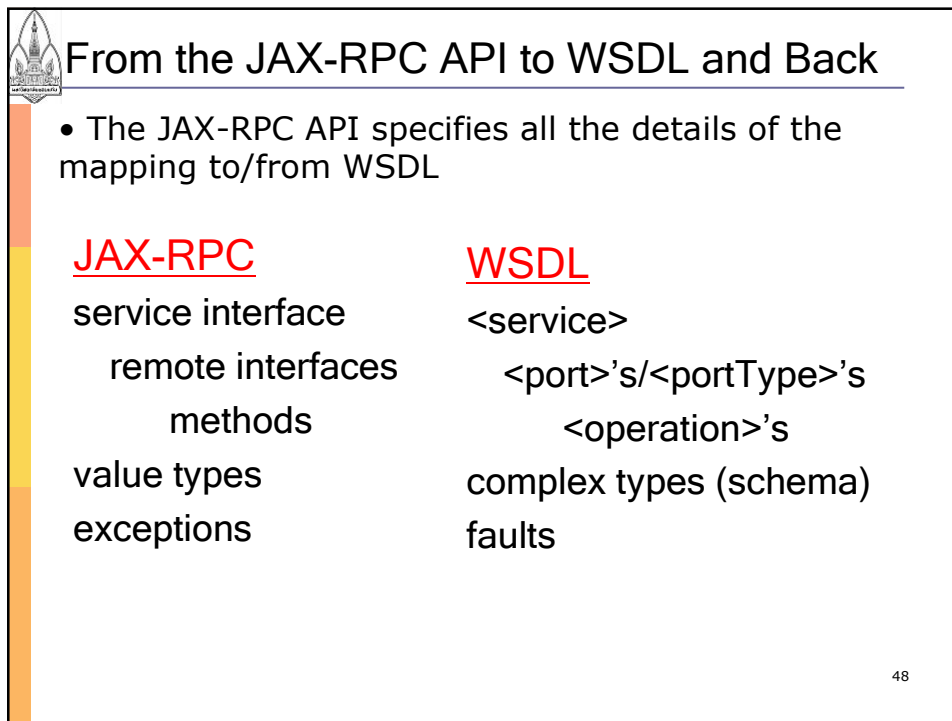 From the JAX-RPC API to WSDL and Back
• The JAX-RPC API specifies all the details of the
mapping to/from WSDL
JAX-RPC
service interface
remote interfaces
methods
value types
exceptions
WSDL
<service>
<port>’s/<portType>’s
<operation>’s
complex types (schema)
faults
48